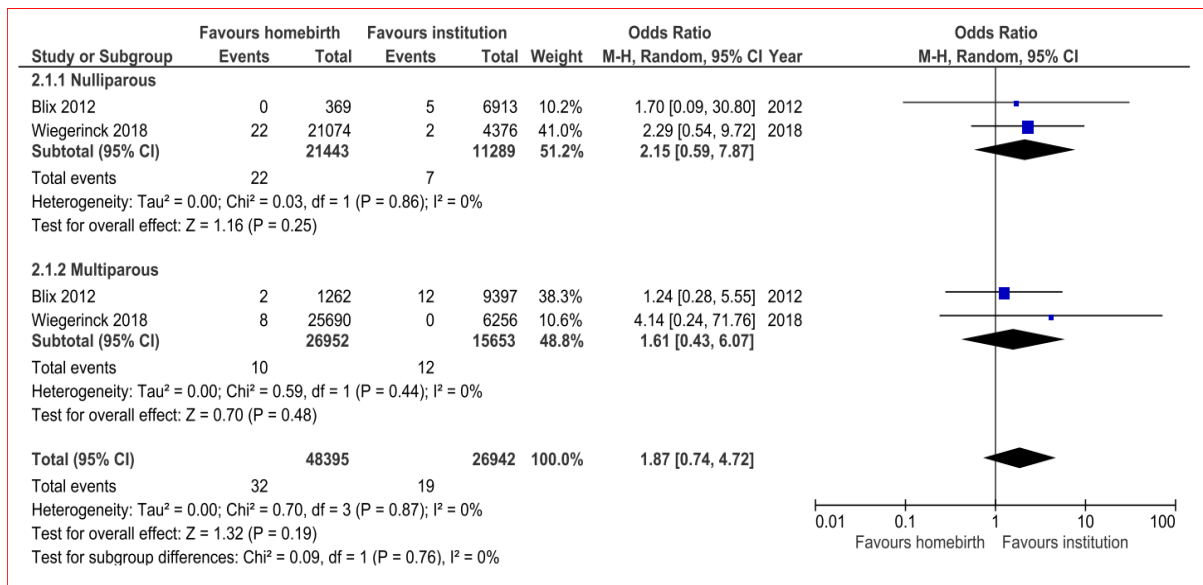 Favours homebirth Favours institution Odds Ratio Odds Ratio
Study or Subgroup Events Total Events Total Weight M-H, Random, 95% CI Year M-H, Random, 95% CI
2.1.1 Nulliparous
Blix 2012 0 369 5 6913 10.2% 1.70 [0.09, 30.80] 2012
Wiegerinck 2018 22 21074 2 4376 41.0% 2.29 [0.54, 9.72] 2018
Subtotal (95% CI) 21443 11289 51.2% 2.15 [0.59, 7.87]
Total events 22 7
Heterogeneity: Tau² = 0.00; Chi² = 0.03, df = 1 (P = 0.86); I² = 0%
Test for overall effect: Z = 1.16 (P = 0.25)
2.1.2 Multiparous
Blix 2012 2 1262 12 9397 38.3% 1.24 [0.28, 5.55] 2012
Wiegerinck 2018 8 25690 0 6256 10.6% 4.14 [0.24, 71.76] 2018
Subtotal (95% CI) 26952 15653 48.8% 1.61 [0.43, 6.07]
Total events 10 12
Heterogeneity: Tau² = 0.00; Chi² = 0.59, df = 1 (P = 0.44); I² = 0%
Test for overall effect: Z = 0.70 (P = 0.48)
Total (95% CI) 48395 26942 100.0% 1.87 [0.74, 4.72]
Total events 32 19
Heterogeneity: Tau² = 0.00; Chi² = 0.70, df = 3 (P = 0.87); I² = 0%
Test for overall effect: Z = 1.32 (P = 0.19)
Test for subgroup differences: Chi² = 0.09, df = 1 (P = 0.76), I² = 0%
0.01 0.1 1 10 100
Favours homebirth Favours institution